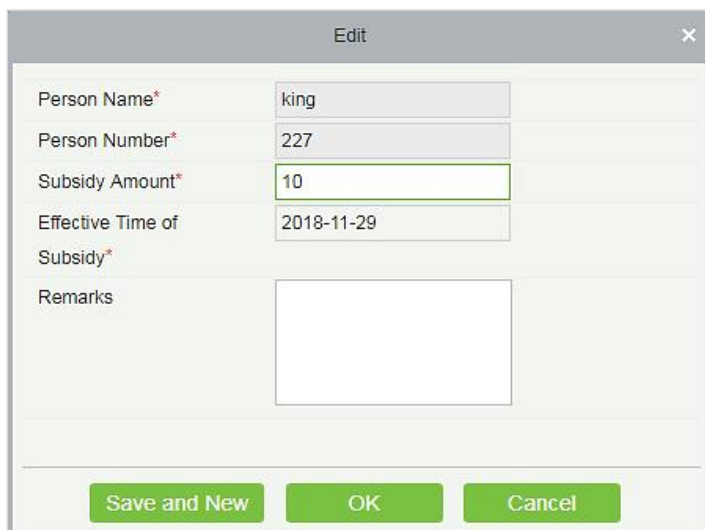 Edit ×
Person Name* king
Person Number* 227
Subsidy Amount* 10
Effective Time of 2018-11-29
Subsidy*
Remarks
Save and New OK Cancel